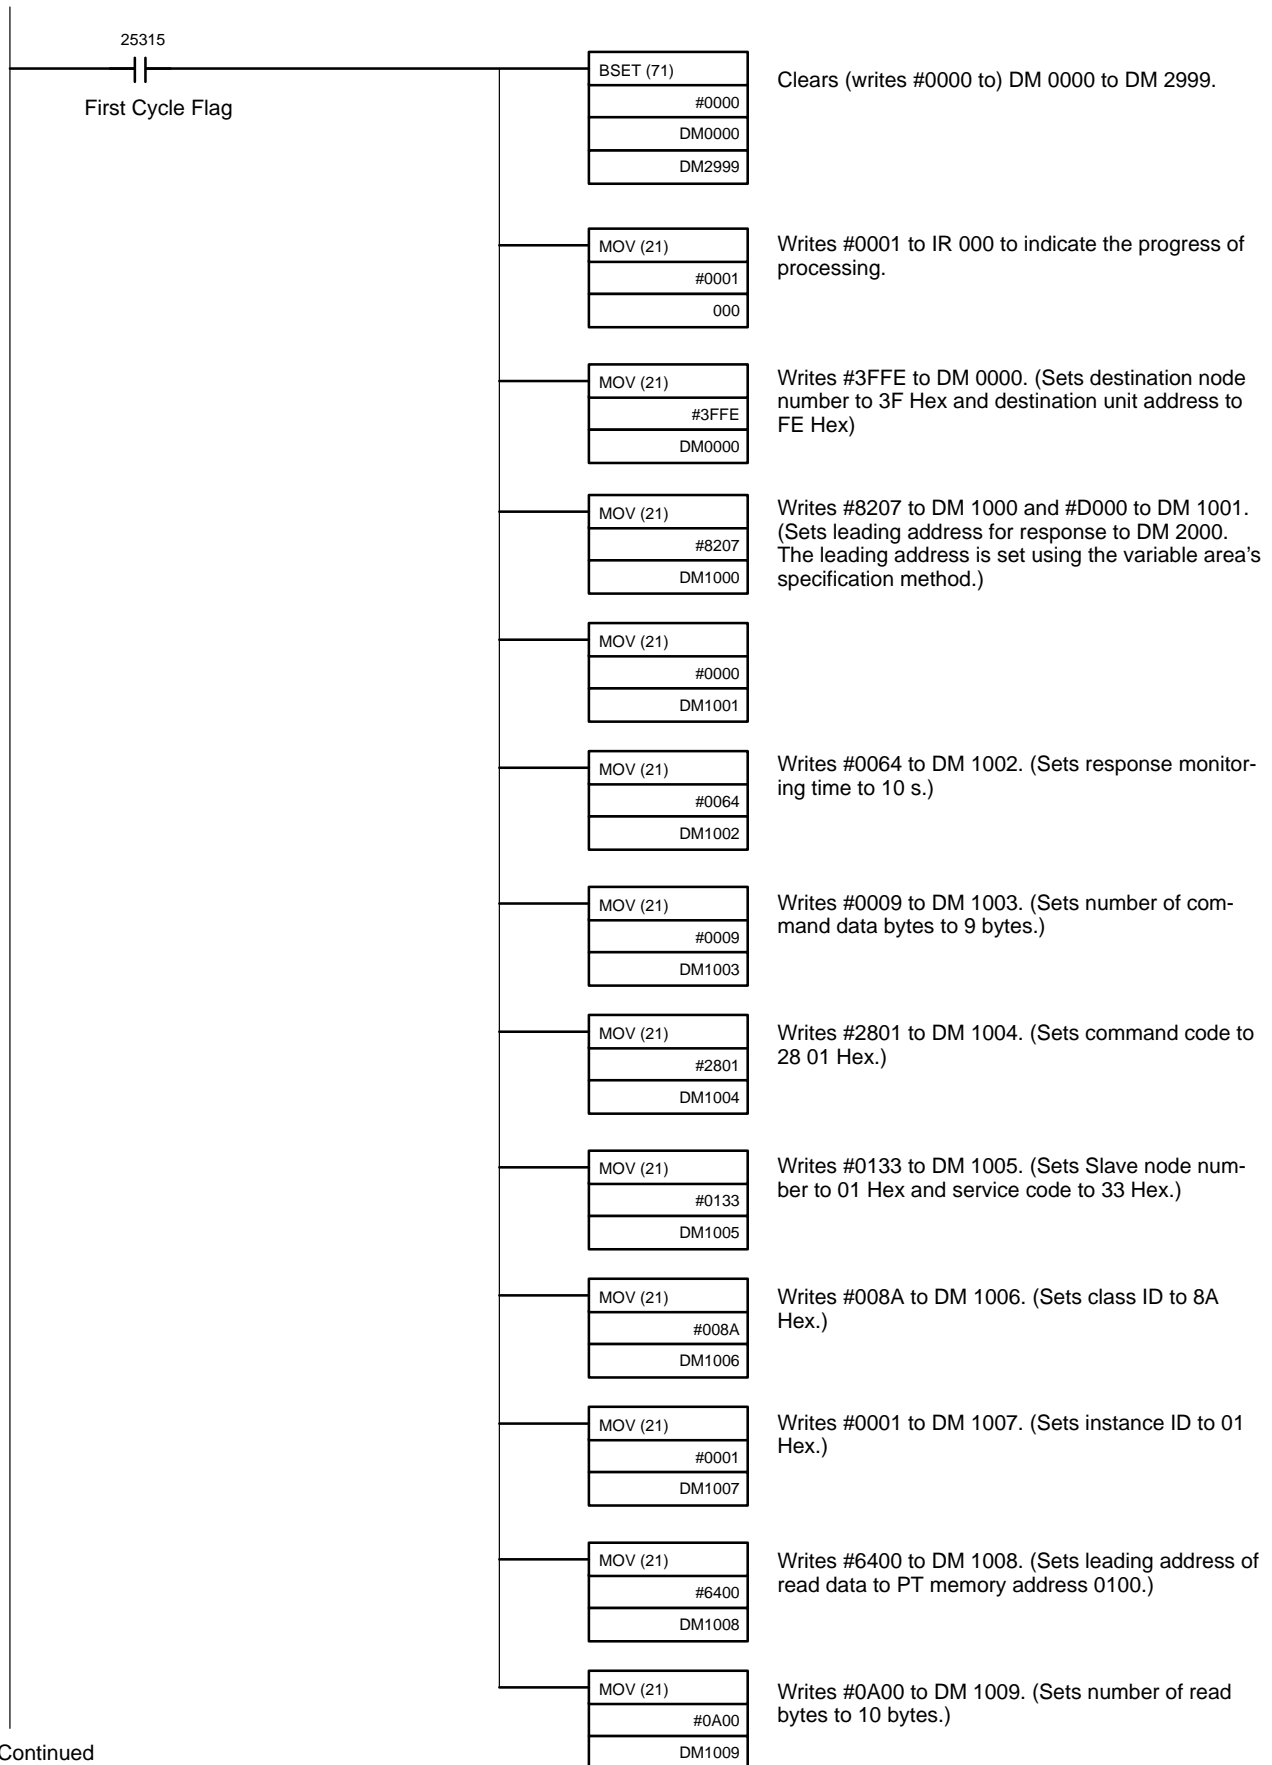 25315
First Cycle Flag
BSET (71)
#0000
DM0000
DM2999
Clears (writes #0000 to) DM 0000 to DM 2999.
MOV (21)
#0001
000
Writes #0001 to IR 000 to indicate the progress of
processing.
MOV (21)
#3FFE
DM0000
Writes #3FFE to DM 0000. (Sets destination node
number to 3F Hex and destination unit address to
FE Hex)
MOV (21)
#8207
DM1000
Writes #8207 to DM 1000 and #D000 to DM 1001.
(Sets leading address for response to DM 2000.
The leading address is set using the variable area's
specification method.)
MOV (21)
#0000
DM1001
MOV (21)
#0064
DM1002
Writes #0064 to DM 1002. (Sets response monitor-
ing time to 10 s.)
MOV (21)
#0009
DM1003
Writes #0009 to DM 1003. (Sets number of com-
mand data bytes to 9 bytes.)
MOV (21)
#2801
DM1004
Writes #2801 to DM 1004. (Sets command code to
28 01 Hex.)
MOV (21)
#0133
DM1005
Writes #0133 to DM 1005. (Sets Slave node num-
ber to 01 Hex and service code to 33 Hex.)
MOV (21)
#008A
DM1006
Writes #008A to DM 1006. (Sets class ID to 8A
Hex.)
MOV (21)
#0001
DM1007
Writes #0001 to DM 1007. (Sets instance ID to 01
Hex.)
MOV (21)
#6400
DM1008
Writes #6400 to DM 1008. (Sets leading address of
read data to PT memory address 0100.)
MOV (21)
#0A00
DM1009
Writes #0A00 to DM 1009. (Sets number of read
bytes to 10 bytes.)
Continued